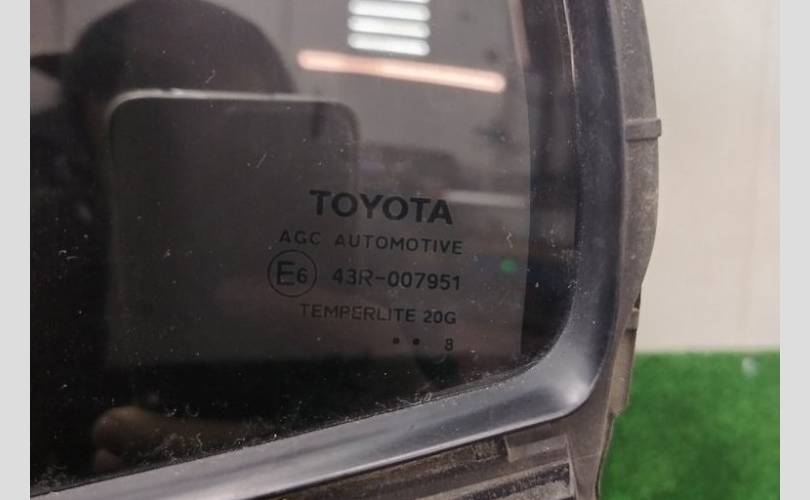 TOYOTA
AGC AUTOMOTIVE
E6 43R-007951
TEMPERLITE 20G
• • 8